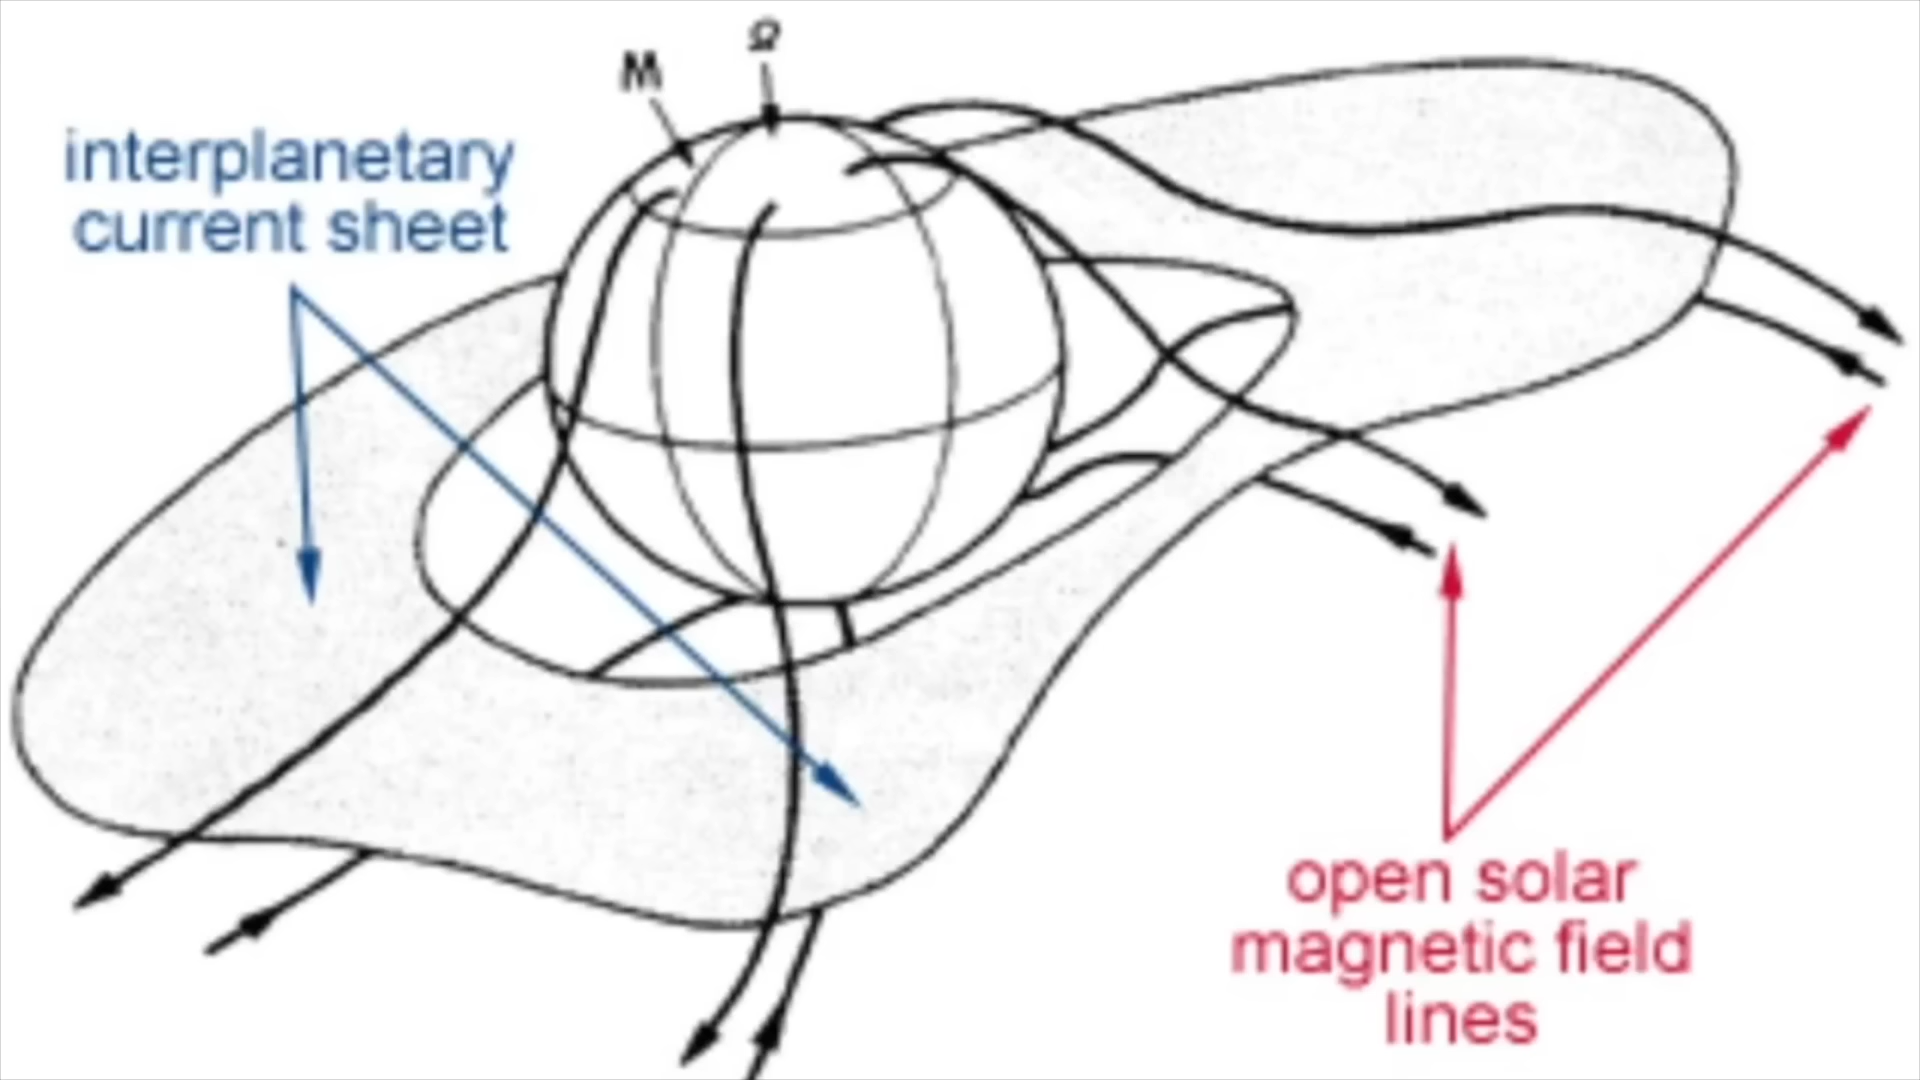 Ω
M
interplanetary
current sheet
open solar
magnetic field
lines